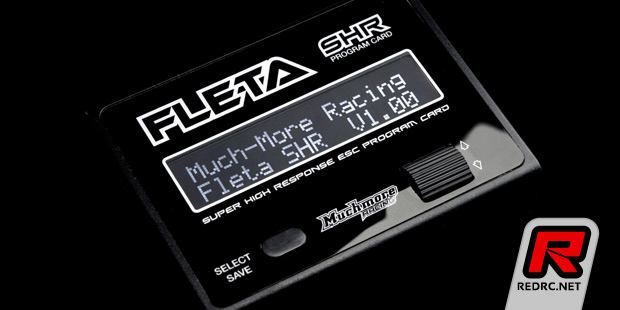 FLETA
SHR
PROGRAM CARD
Much-More Racing
Fleta SHR V1.00
SUPER HIGH RESPONSE ESC PROGRAM CARD
Muchmore
RACING
SELECT
SAVE
R
REDRC.NET